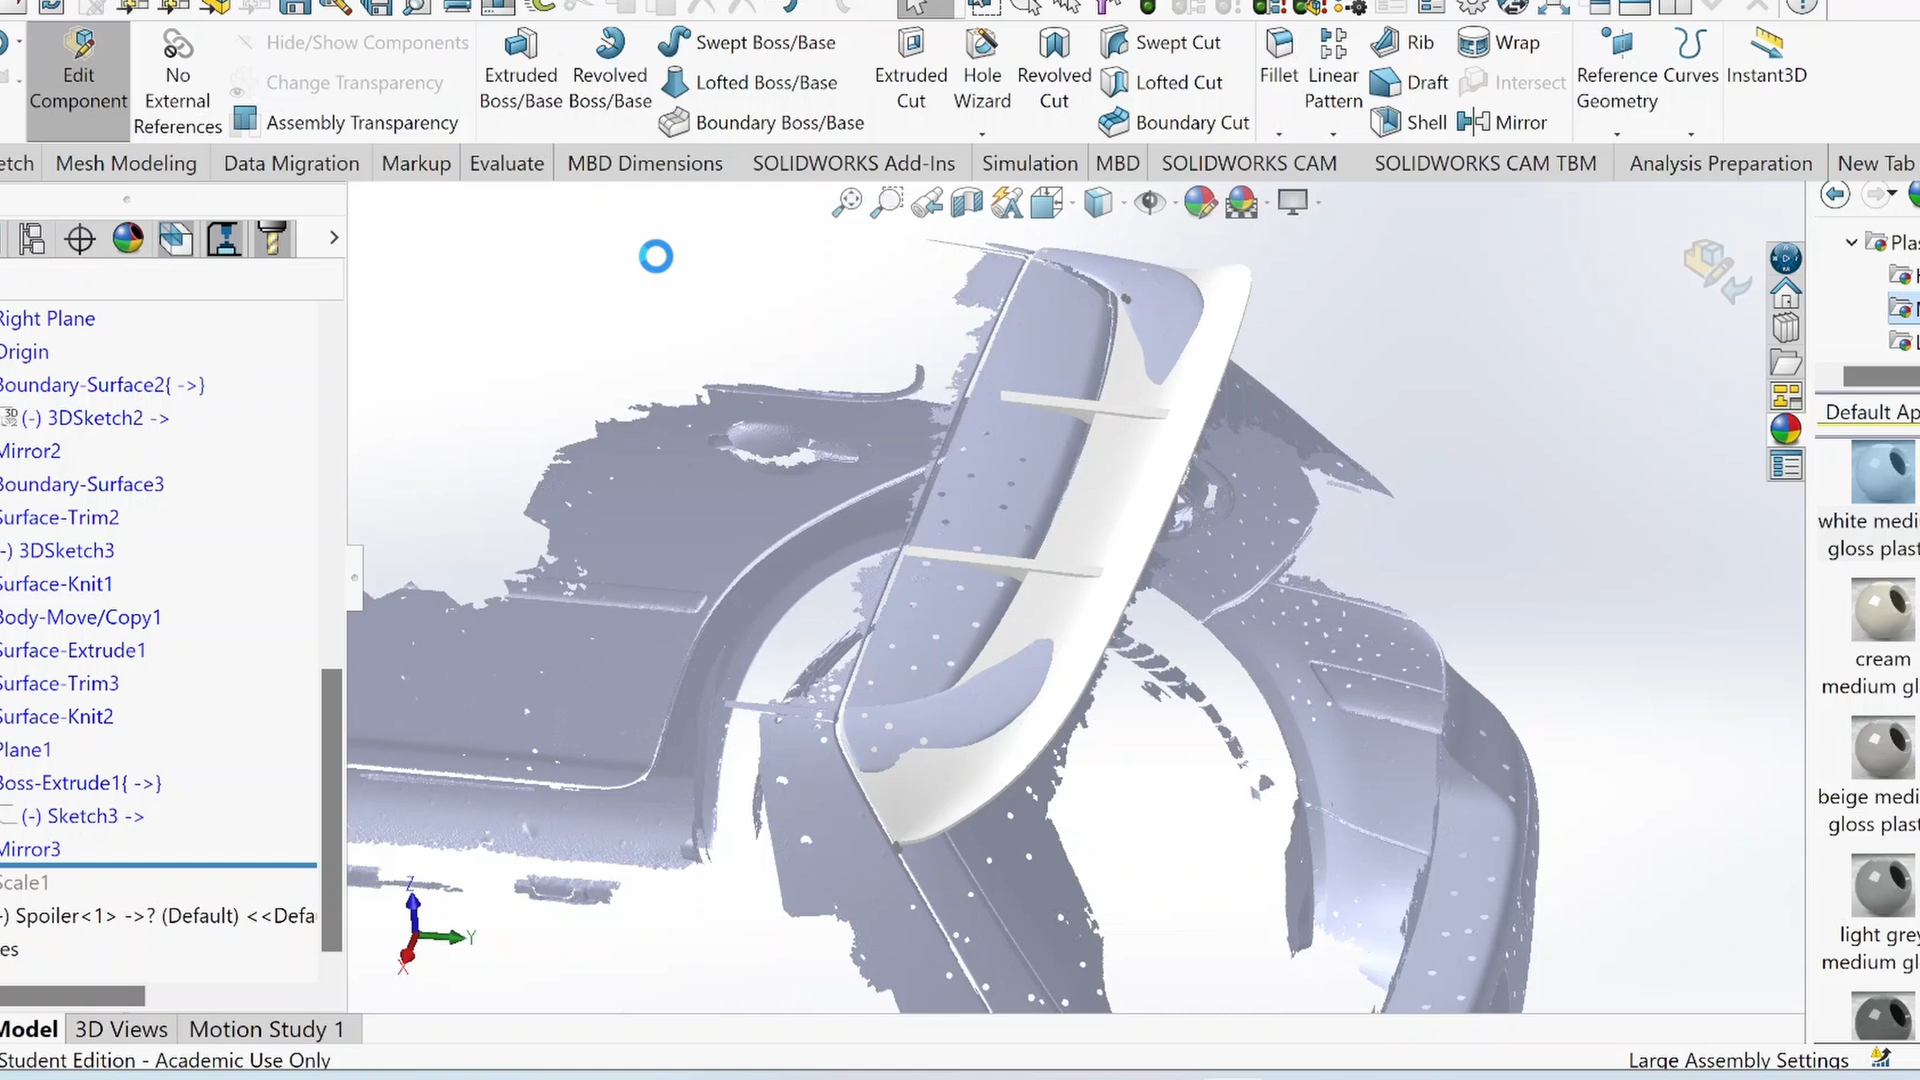 Edit Component
No External References
Hide/Show Components
Change Transparency
Assembly Transparency
Extruded Boss/Base
Revolved Boss/Base
Swept Boss/Base
Lofted Boss/Base
Boundary Boss/Base
Extruded Cut
Hole Wizard
Revolved Cut
Swept Cut
Lofted Cut
Boundary Cut
Fillet
Linear Pattern
Rib
Draft
Shell
Wrap
Intersect
Mirror
Reference Geometry
Curves
Instant3D
etch
Mesh Modeling
Data Migration
Markup
Evaluate
MBD Dimensions
SOLIDWORKS Add-Ins
Simulation
MBD
SOLIDWORKS CAM
SOLIDWORKS CAM TBM
Analysis Preparation
New Tab
Right Plane
Origin
Boundary-Surface2{ ->}
3D (-) 3DSketch2 ->
Mirror2
Boundary-Surface3
Surface-Trim2
-) 3DSketch3
Surface-Knit1
Body-Move/Copy1
Surface-Extrude1
Surface-Trim3
Surface-Knit2
Plane1
Boss-Extrude1{ ->}
(-) Sketch3 ->
Mirror3
Scale1
-) Spoiler<1> ->? (Default) <<Defa
es
Z
Y
X
Pla
Default Ap
white medi
gloss plast
cream
medium gl
beige medi
gloss plast
light grey
medium gl
Model
3D Views
Motion Study 1
Student Edition - Academic Use Only
Large Assembly Settings